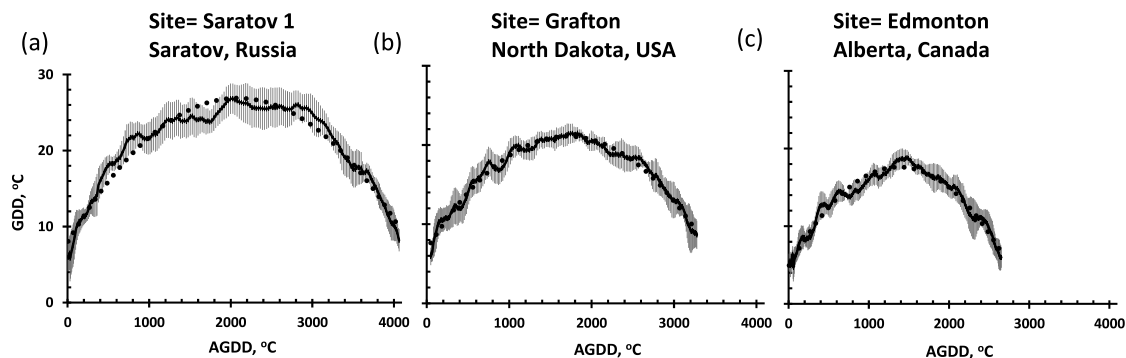 (a)
Site= Saratov 1
Saratov, Russia
(b)
Site= Grafton
North Dakota, USA
(c)
Site= Edmonton
Alberta, Canada
30
20
10
0
GDD, °C
0 1000 2000 3000 4000
AGDD, °C
0 1000 2000 3000 4000
AGDD, °C
0 1000 2000 3000 4000
AGDD, °C